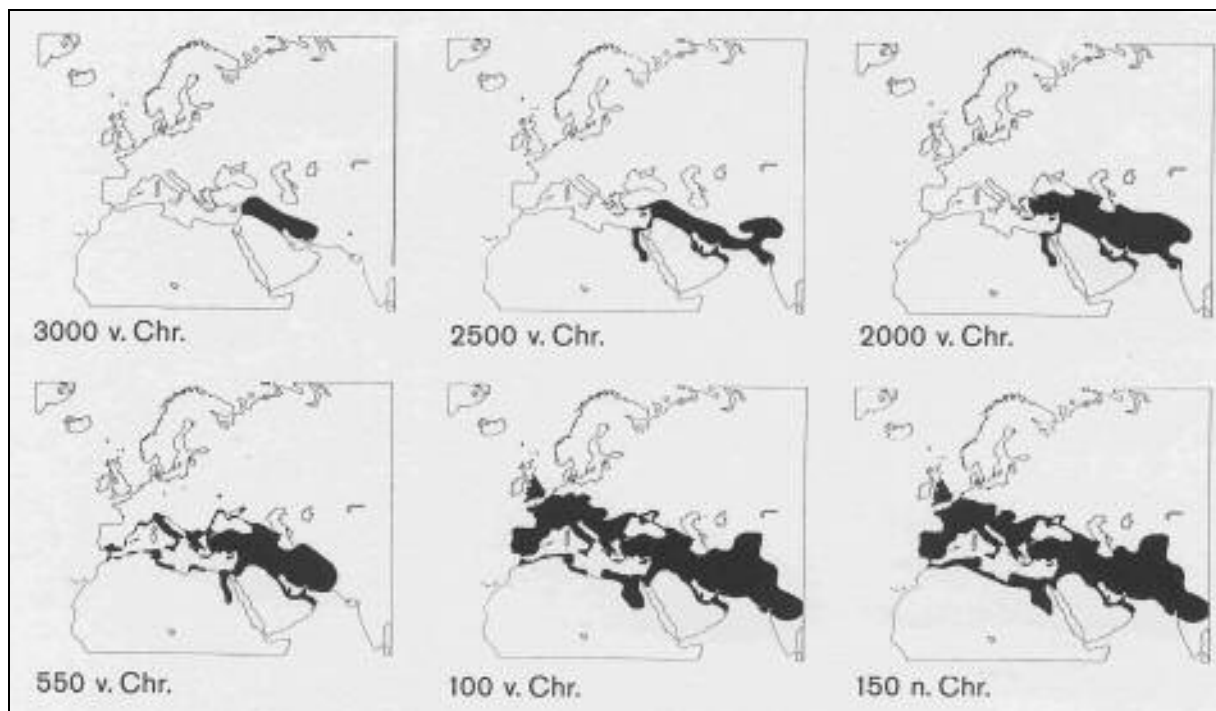 3000 v. Chr.
2500 v. Chr.
2000 v. Chr.
550 v. Chr.
100 v. Chr.
150 n. Chr.